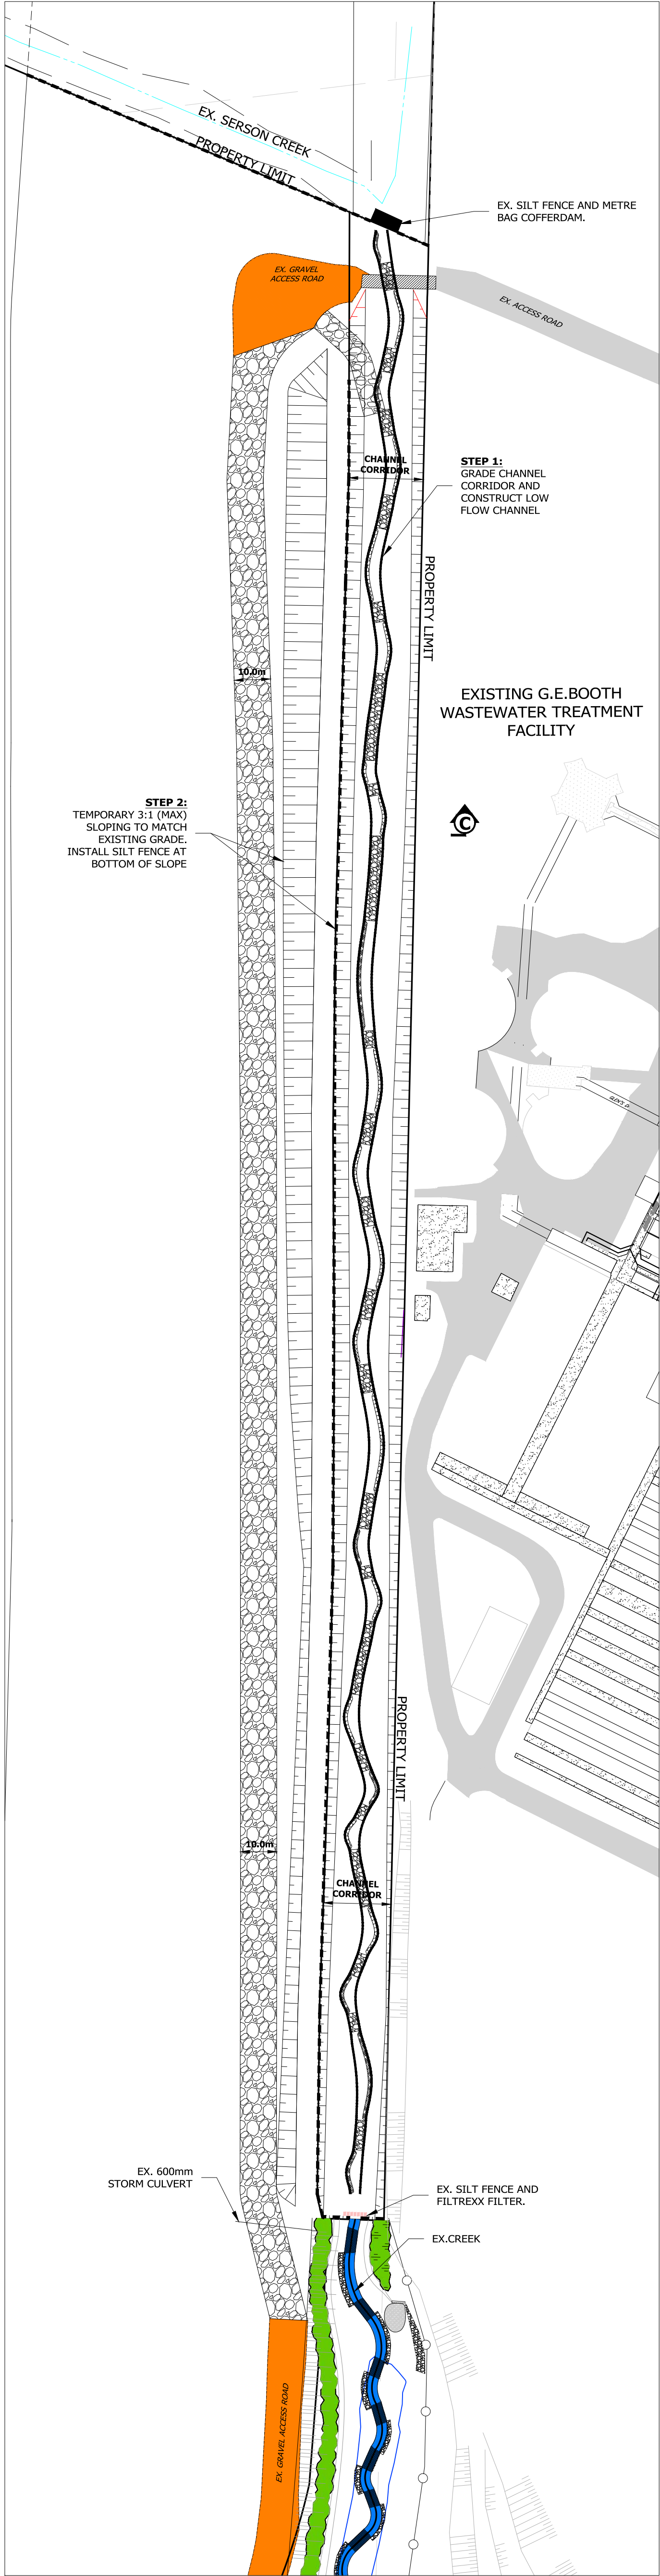 EX. SERSON CREEK
PROPERTY LIMIT
EX. SILT FENCE AND METRE
BAG COFFERDAM.
EX. GRAVEL
ACCESS ROAD
EX. ACCESS ROAD
CHANNEL
CORRIDOR
STEP 1:
GRADE CHANNEL
CORRIDOR AND
CONSTRUCT LOW
FLOW CHANNEL
PROPERTY LIMIT
10.0m
EXISTING G.E.BOOTH
WASTEWATER TREATMENT
FACILITY
STEP 2:
TEMPORARY 3:1 (MAX)
SLOPING TO MATCH
EXISTING GRADE.
INSTALL SILT FENCE AT
BOTTOM OF SLOPE
C
PROPERTY LIMIT
10.0m
CHANNEL
CORRIDOR
EX. 600mm
STORM CULVERT
EX. SILT FENCE AND
FILTREXX FILTER.
EX.CREEK
EX. GRAVEL ACCESS ROAD